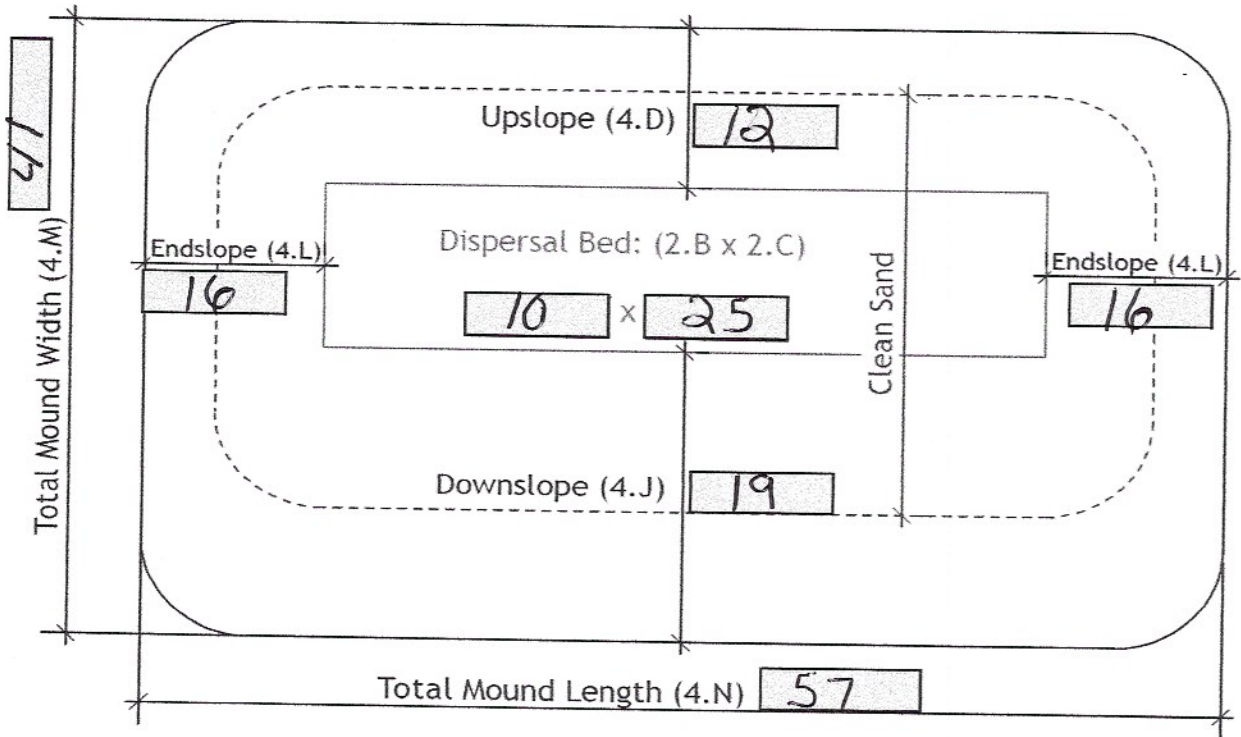 41
Total Mound Width (4.M)
Upslope (4.D) 12
Endslope (4.L)
16
Dispersal Bed: (2.B x 2.C)
10 x 25
Clean Sand
Endslope (4.L)
16
Downslope (4.J) 19
Total Mound Length (4.N) 57